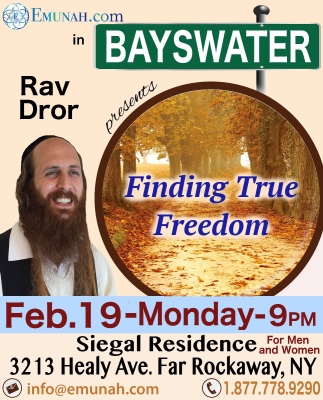 EMUNAH.com
in
BAYSWATER
Rav
Dror
presents
Finding True
Freedom
Feb.19-Monday-9PM
Siegal Residence For Men
and Women
3213 Healy Ave. Far Rockaway, NY
info@emunah.com 1.877.778.9290